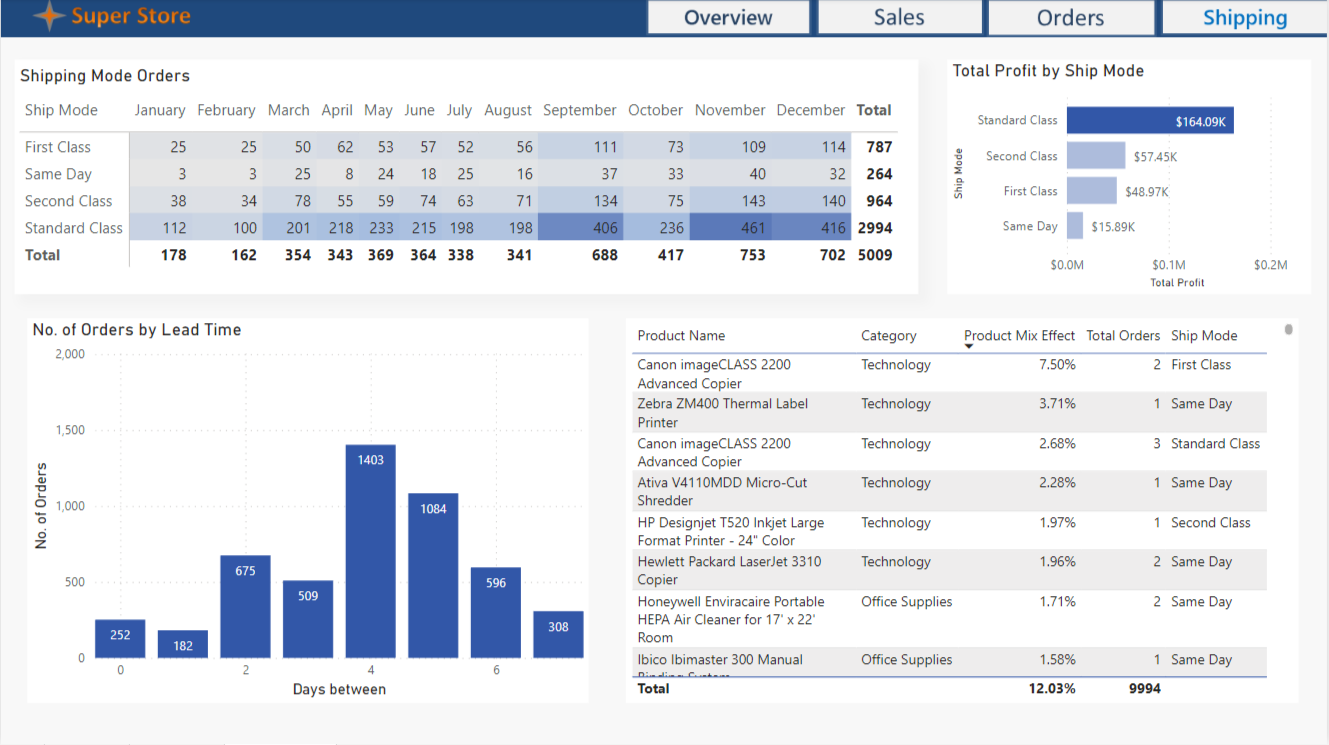 Super Store
Overview Sales Orders Shipping
Shipping Mode Orders
Ship Mode January February March April May June July August September October November December Total
First Class 25 25 50 62 53 57 52 56 111 73 109 114 787
Same Day 3 3 25 8 24 18 25 16 37 33 40 32 264
Second Class 38 34 78 55 59 74 63 71 134 75 143 140 964
Standard Class 112 100 201 218 233 215 198 198 406 236 461 416 2994
Total 178 162 354 343 369 364 338 341 688 417 753 702 5009
Total Profit by Ship Mode
Ship Mode
Standard Class $164.09K
Second Class $57.45K
First Class $48.97K
Same Day $15.89K
$0.0M $0.1M $0.2M
Total Profit
No. of Orders by Lead Time
No. of Orders
2,000
1,500
1,000
500
0
252 182 675 509 1403 1084 596 308
0 2 4 6
Days between
Product Name Category Product Mix Effect Total Orders Ship Mode
Canon imageCLASS 2200 Technology 7.50% 2 First Class
Advanced Copier
Zebra ZM400 Thermal Label Technology 3.71% 1 Same Day
Printer
Canon imageCLASS 2200 Technology 2.68% 3 Standard Class
Advanced Copier
Ativa V4110MDD Micro-Cut Technology 2.28% 1 Same Day
Shredder
HP Designjet T520 Inkjet Large Technology 1.97% 1 Second Class
Format Printer - 24" Color
Hewlett Packard LaserJet 3310 Technology 1.96% 2 Same Day
Copier
Honeywell Enviracaire Portable Office Supplies 1.71% 2 Same Day
HEPA Air Cleaner for 17' x 22'
Room
Ibico Ibimaster 300 Manual Office Supplies 1.58% 1 Same Day
Binding System
Total 12.03% 9994